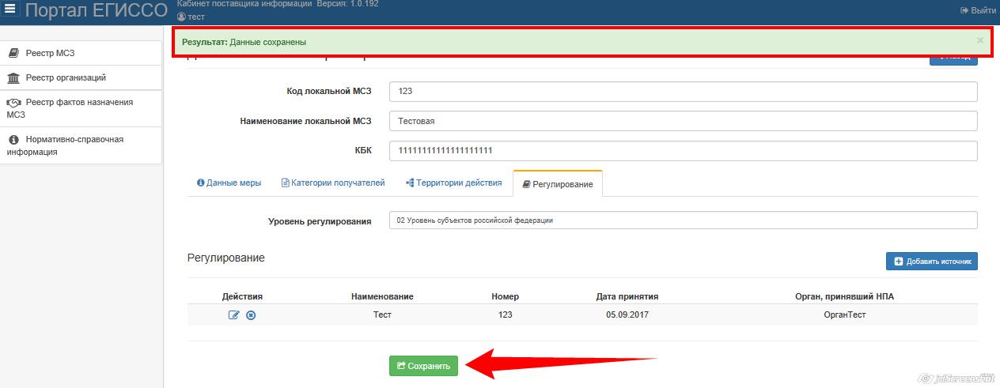 Портал ЕГИССО
Кабинет поставщика информации Версия: 1.0.192
тест
Выйти
Результат: Данные сохранены
×
Реестр МСЗ
Реестр организаций
Реестр фактов назначения
МСЗ
Нормативно-справочная
информация
Код локальной МСЗ 123
Наименование локальной МСЗ Тестовая
КБК 11111111111111111111
Данные меры Категории получателей Территории действия Регулирование
Уровень регулирования 02 Уровень субъектов российской федерации
Регулирование
Добавить источник
Действия Наименование Номер Дата принятия Орган, принявший НПА
Тест 123 05.09.2017 ОрганТест
Сохранить
jetScreenshot